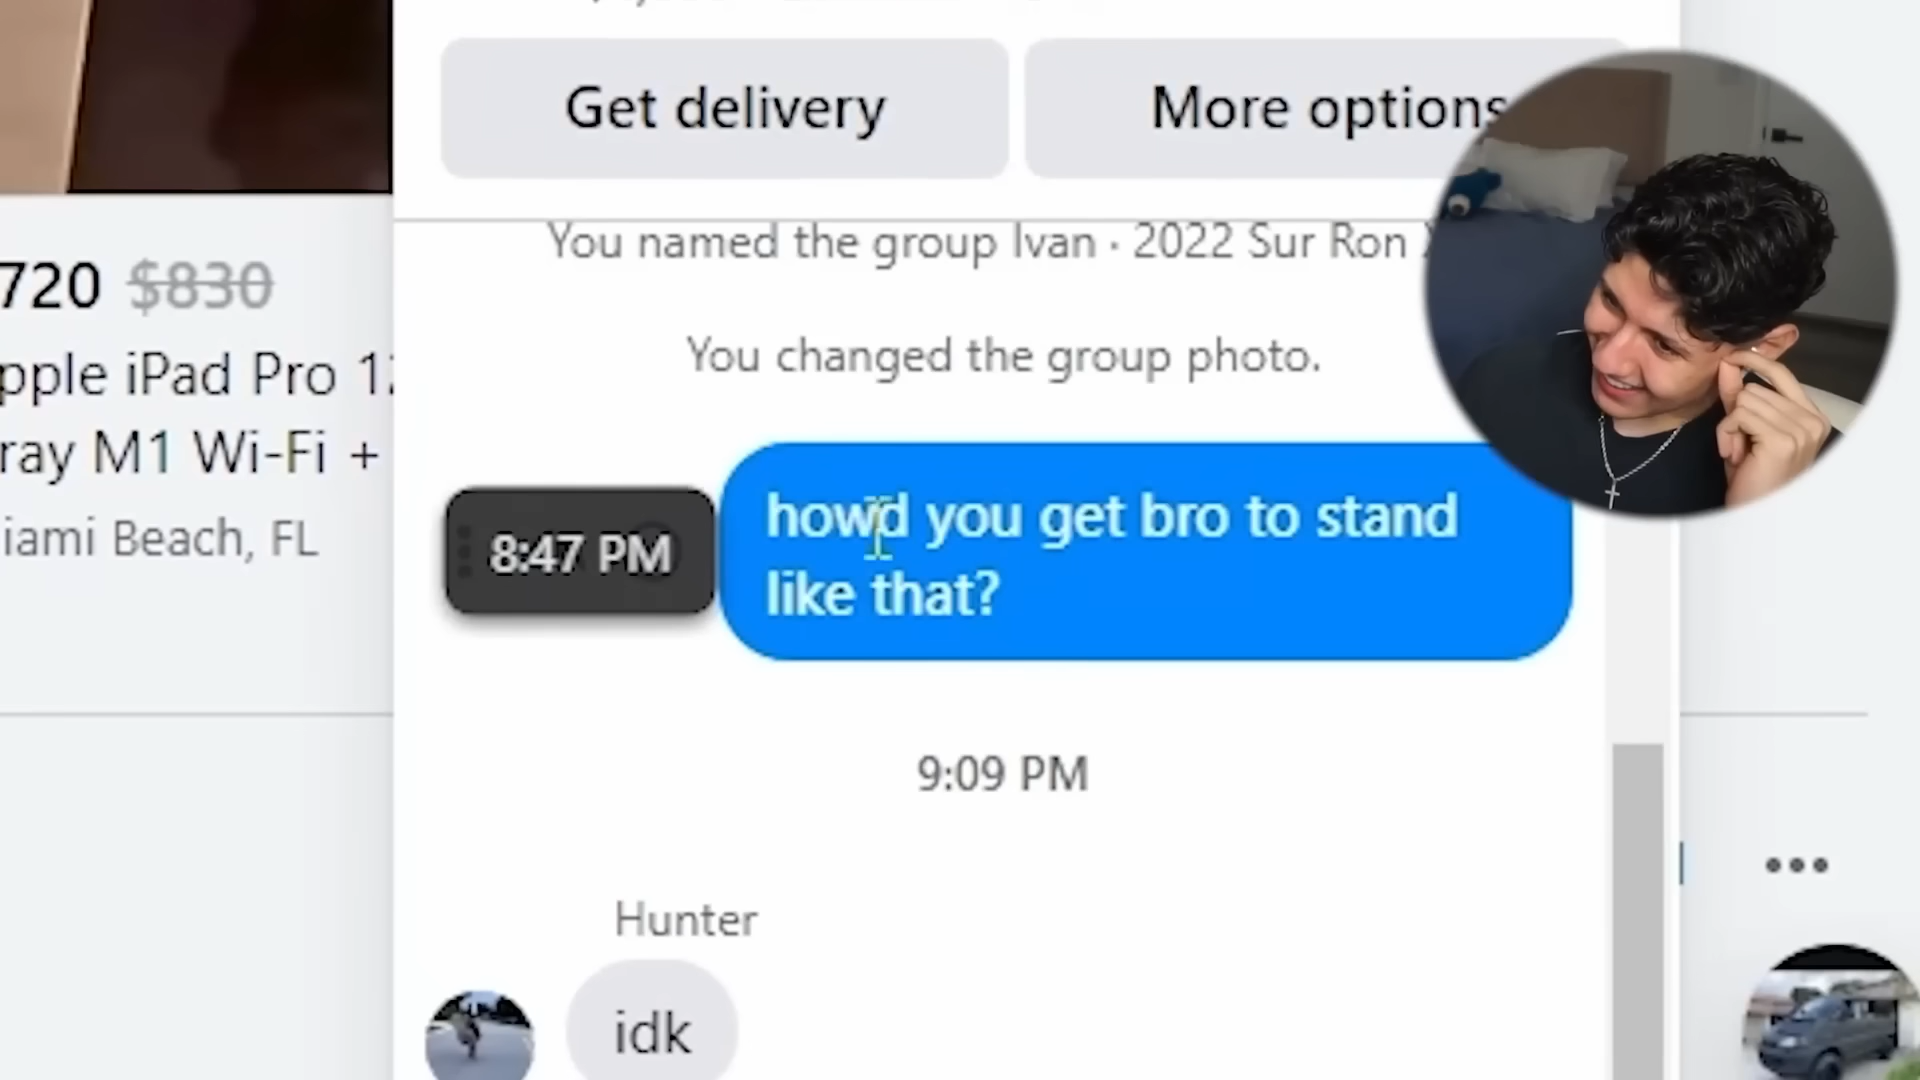 Get delivery
More options
You named the group Ivan · 2022 Sur Ron
You changed the group photo.
720 $830
pple iPad Pro
ray M1 Wi-Fi +
iami Beach, FL
8:47 PM
howd you get bro to stand
like that?
9:09 PM
Hunter
idk